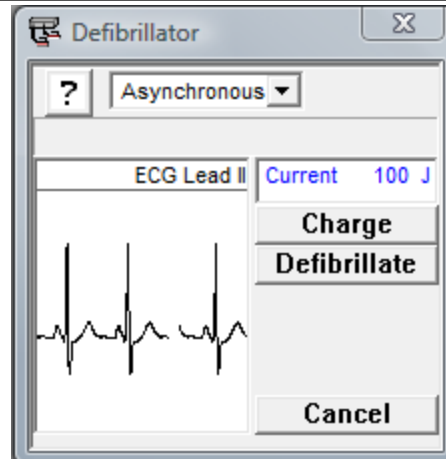 Defibrillator
? Asynchronous
ECG Lead II
Current 100 J
Charge
Defibrillate
Cancel